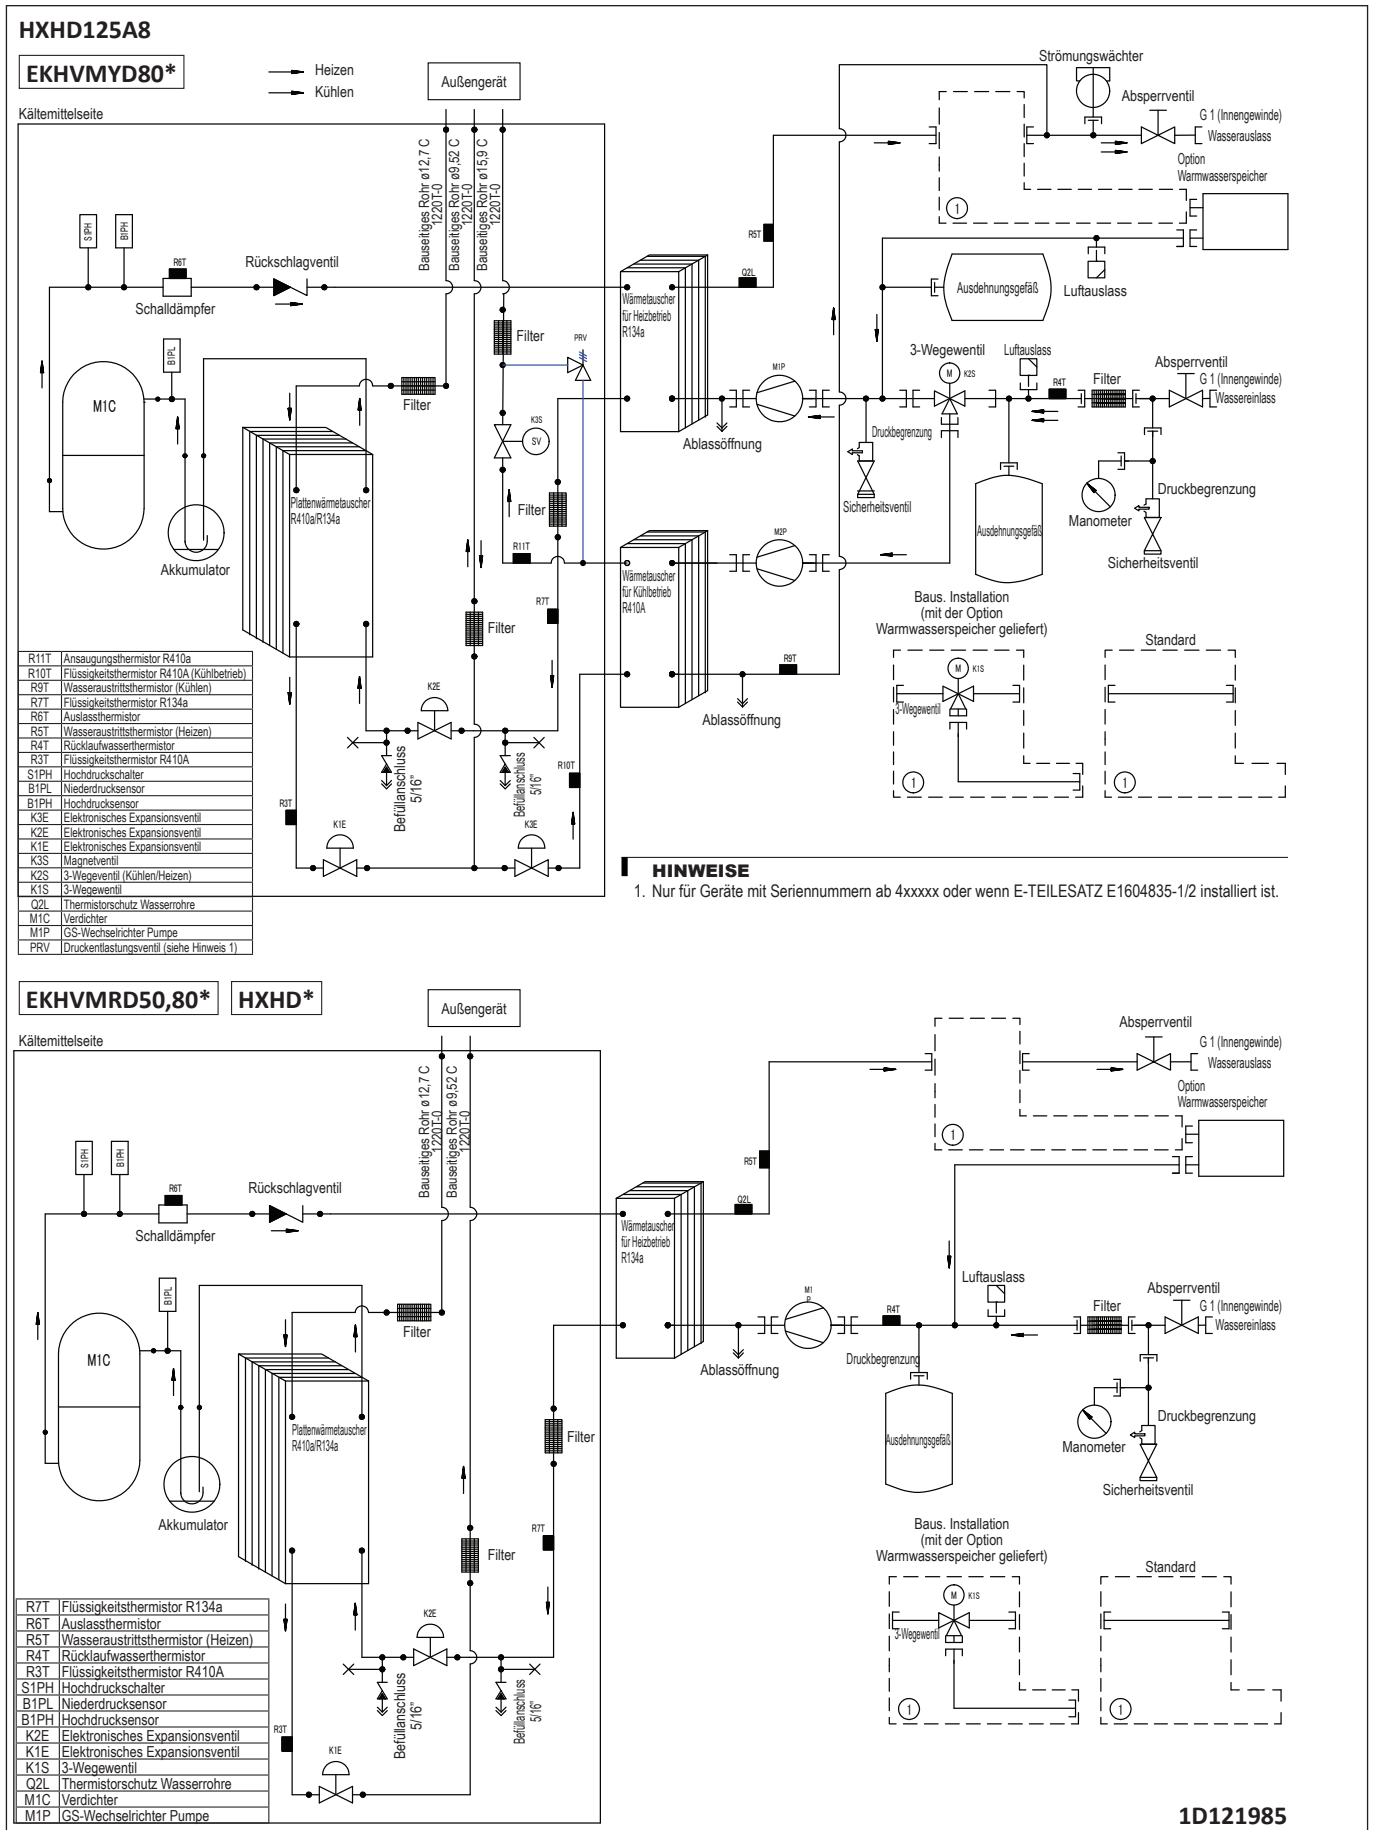 HXHD125A8
EKHVMYD80*
Heizen
Kühlen
Außengerät
Kältemittelseite
Bauseitiges Rohr ø12,7 C
1220T-0
Bauseitiges Rohr ø9,52 C
1220T-0
Bauseitiges Rohr ø15,9 C
1220T-0
Strömungswächter
Absperrventil
G 1 (Innengewinde)
Wasserauslass
Option
Warmwasserspeicher
1
S1PH
B1PH
R6T
Schalldämpfer
Rückschlagventil
R5T
Q2L
Luftauslass
Ausdehnungsgefäß
Wärmetauscher
für Heizbetrieb
R134a
Filter
PRV
B1PL
M1C
Akkumulator
Filter
Plattenwärmetauscher
R410a/R134a
K3S
SV
Filter
R11T
R7T
Filter
M1P
Ablassöffnung
3-Wegewentil
M
K2S
Luftauslass
R4T
Filter
Absperrventil
G 1 (Innengewinde)
Wassereinlass
Druckbegrenzung
Sicherheitsventil
Ausdehnungsgefäß
Manometer
Druckbegrenzung
Sicherheitsventil
M2P
Wärmetauscher
für Kühlbetrieb
R410A
R9T
Ablassöffnung
Baus. Installation
(mit der Option
Warmwasserspeicher geliefert)
M
K1S
3-Wegewentil
1
Standard
1
K2E
Befüllanschluss
5/16"
Befüllanschluss
5/16"
R10T
R3T
K1E
K3E
R11T Ansaugungsthermistor R410a
R10T Flüssigkeitsthermistor R410A (Kühlbetrieb)
R9T Wasseraustrittsthermistor (Kühlen)
R7T Flüssigkeitsthermistor R134a
R6T Auslassthermistor
R5T Wasseraustrittsthermistor (Heizen)
R4T Rücklaufwasserthermistor
R3T Flüssigkeitsthermistor R410A
S1PH Hochdruckschalter
B1PL Niederdrucksensor
B1PH Hochdrucksensor
K3E Elektronisches Expansionsventil
K2E Elektronisches Expansionsventil
K1E Elektronisches Expansionsventil
K3S Magnetventil
K2S 3-Wegeventil (Kühlen/Heizen)
K1S 3-Wegewentil
Q2L Thermistorschutz Wasserrohre
M1C Verdichter
M1P GS-Wechselrichter Pumpe
PRV Druckentlastungsventil (siehe Hinweis 1)
HINWEISE
1. Nur für Geräte mit Seriennummern ab 4xxxxx oder wenn E-TEILESATZ E1604835-1/2 installiert ist.
EKHVMRD50,80*
HXHD*
Außengerät
Kältemittelseite
Bauseitiges Rohr ø12,7 C
1220T-0
Bauseitiges Rohr ø9,52 C
1220T-0
Absperrventil
G 1 (Innengewinde)
Wasserauslass
Option
Warmwasserspeicher
1
S1PH
B1PH
R6T
Schalldämpfer
Rückschlagventil
R5T
Q2L
Wärmetauscher
für Heizbetrieb
R134a
B1PL
M1C
Akkumulator
Filter
Plattenwärmetauscher
R410a/R134a
Filter
R7T
Filter
M1
P
Ablassöffnung
R4T
Druckbegrenzung
Ausdehnungsgefäß
Luftauslass
Filter
Absperrventil
G 1 (Innengewinde)
Wassereinlass
Manometer
Druckbegrenzung
Sicherheitsventil
Baus. Installation
(mit der Option
Warmwasserspeicher geliefert)
M
K1S
3-Wegewentil
1
Standard
1
K2E
Befüllanschluss
5/16"
Befüllanschluss
5/16"
R3T
K1E
R7T Flüssigkeitsthermistor R134a
R6T Auslassthermistor
R5T Wasseraustrittsthermistor (Heizen)
R4T Rücklaufwasserthermistor
R3T Flüssigkeitsthermistor R410A
S1PH Hochdruckschalter
B1PL Niederdrucksensor
B1PH Hochdrucksensor
K2E Elektronisches Expansionsventil
K1E Elektronisches Expansionsventil
K1S 3-Wegewentil
Q2L Thermistorschutz Wasserrohre
M1C Verdichter
M1P GS-Wechselrichter Pumpe
1D121985